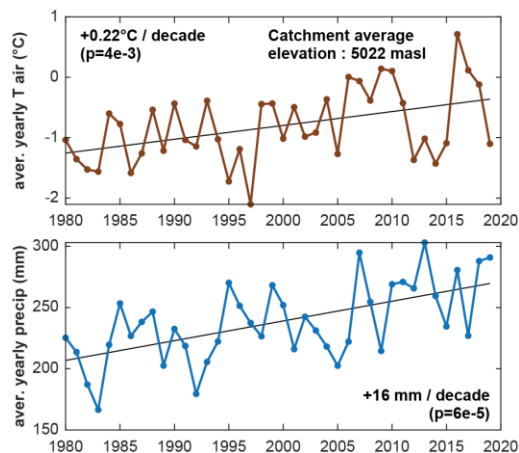 +0.22°C / decade
(p=4e-3)
Catchment average
elevation : 5022 masl
aver. yearly T air (°C)
0
-1
-2
1980 1985 1990 1995 2000 2005 2010 2015 2020
aver. yearly precip (mm)
300
250
200
150
+16 mm / decade
(p=6e-5)
1980 1985 1990 1995 2000 2005 2010 2015 2020